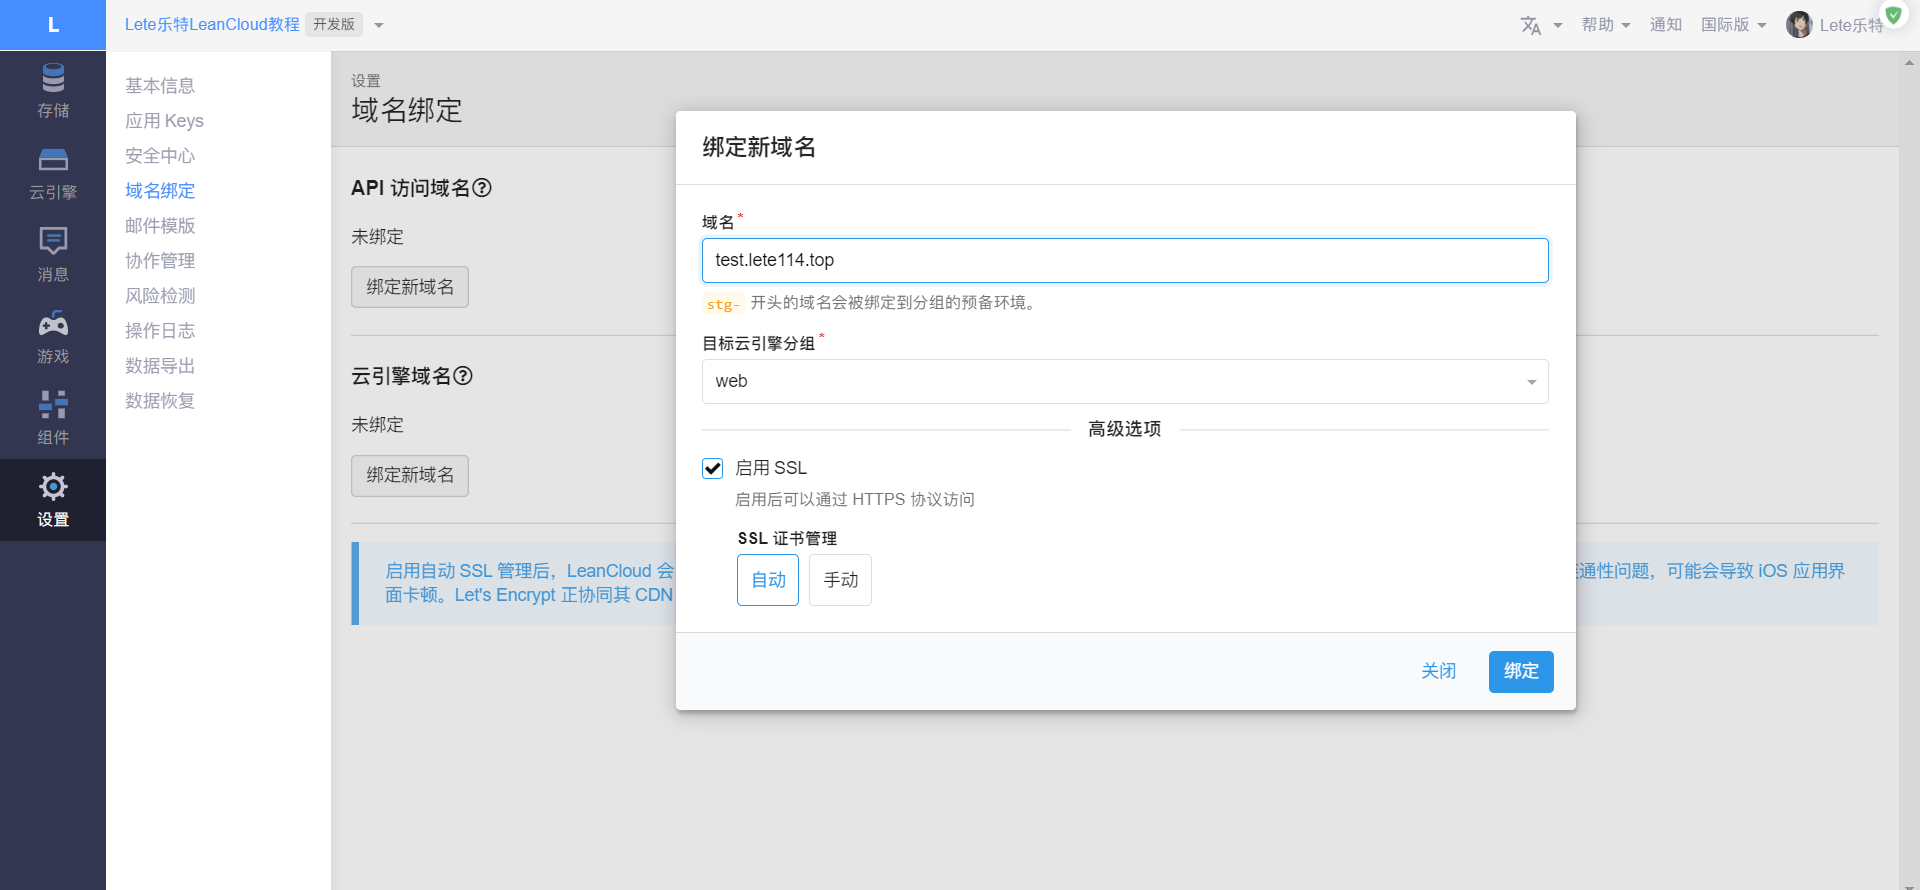 L
Lete乐特LeanCloud教程 开发版
帮助 通知 国际版 Lete乐特
存储
云引擎
消息
游戏
组件
设置
基本信息
应用 Keys
安全中心
域名绑定
邮件模版
协作管理
风险检测
操作日志
数据导出
数据恢复
设置
域名绑定
API 访问域名?
未绑定
绑定新域名
云引擎域名?
未绑定
绑定新域名
启用自动 SSL 管理后，LeanCloud 会
通性问题，可能会导致 iOS 应用界
面卡顿。Let's Encrypt 正协同其 CDN
绑定新域名
域名*
test.lete114.top
stg- 开头的域名会被绑定到分组的预备环境。
目标云引擎分组*
web
高级选项
启用 SSL
启用后可以通过 HTTPS 协议访问
SSL 证书管理
自动 手动
关闭 绑定